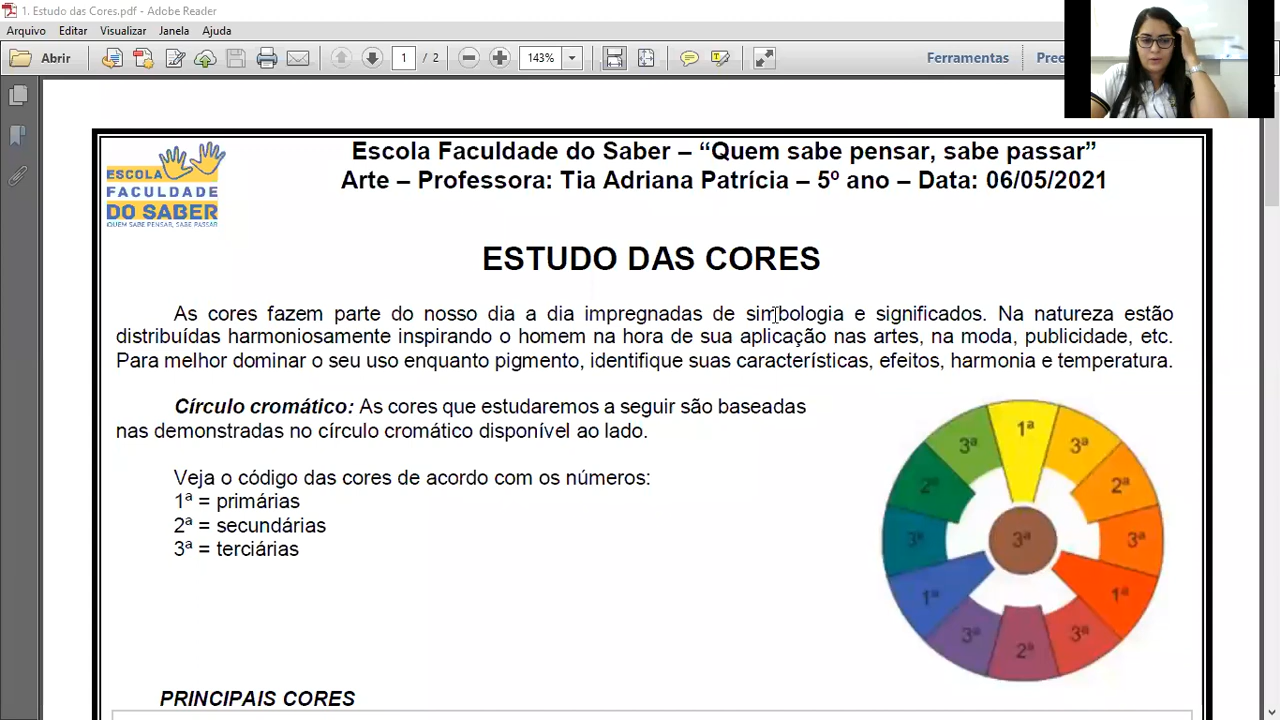 1. Estudo das Cores.pdf - Adobe Reader
Arquivo Editar Visualizar Janela Ajuda
Abrir 1 / 2 143% Ferramentas
ESCOLA
FACULDADE
DO SABER
QUEM SABE PENSAR, SABE PASSAR
Escola Faculdade do Saber – “Quem sabe pensar, sabe passar”
Arte – Professora: Tia Adriana Patrícia – 5º ano – Data: 06/05/2021
ESTUDO DAS CORES
As cores fazem parte do nosso dia a dia impregnadas de simbologia e significados. Na natureza estão
distribuídas harmoniosamente inspirando o homem na hora de sua aplicação nas artes, na moda, publicidade, etc.
Para melhor dominar o seu uso enquanto pigmento, identifique suas características, efeitos, harmonia e temperatura.
Círculo cromático: As cores que estudaremos a seguir são baseadas
nas demonstradas no círculo cromático disponível ao lado.
Veja o código das cores de acordo com os números:
1ª = primárias
2ª = secundárias
3ª = terciárias
1ª
3ª 3ª
2ª 2ª
3ª 3ª 3ª
1ª 1ª
3ª 3ª
2ª
PRINCIPAIS CORES